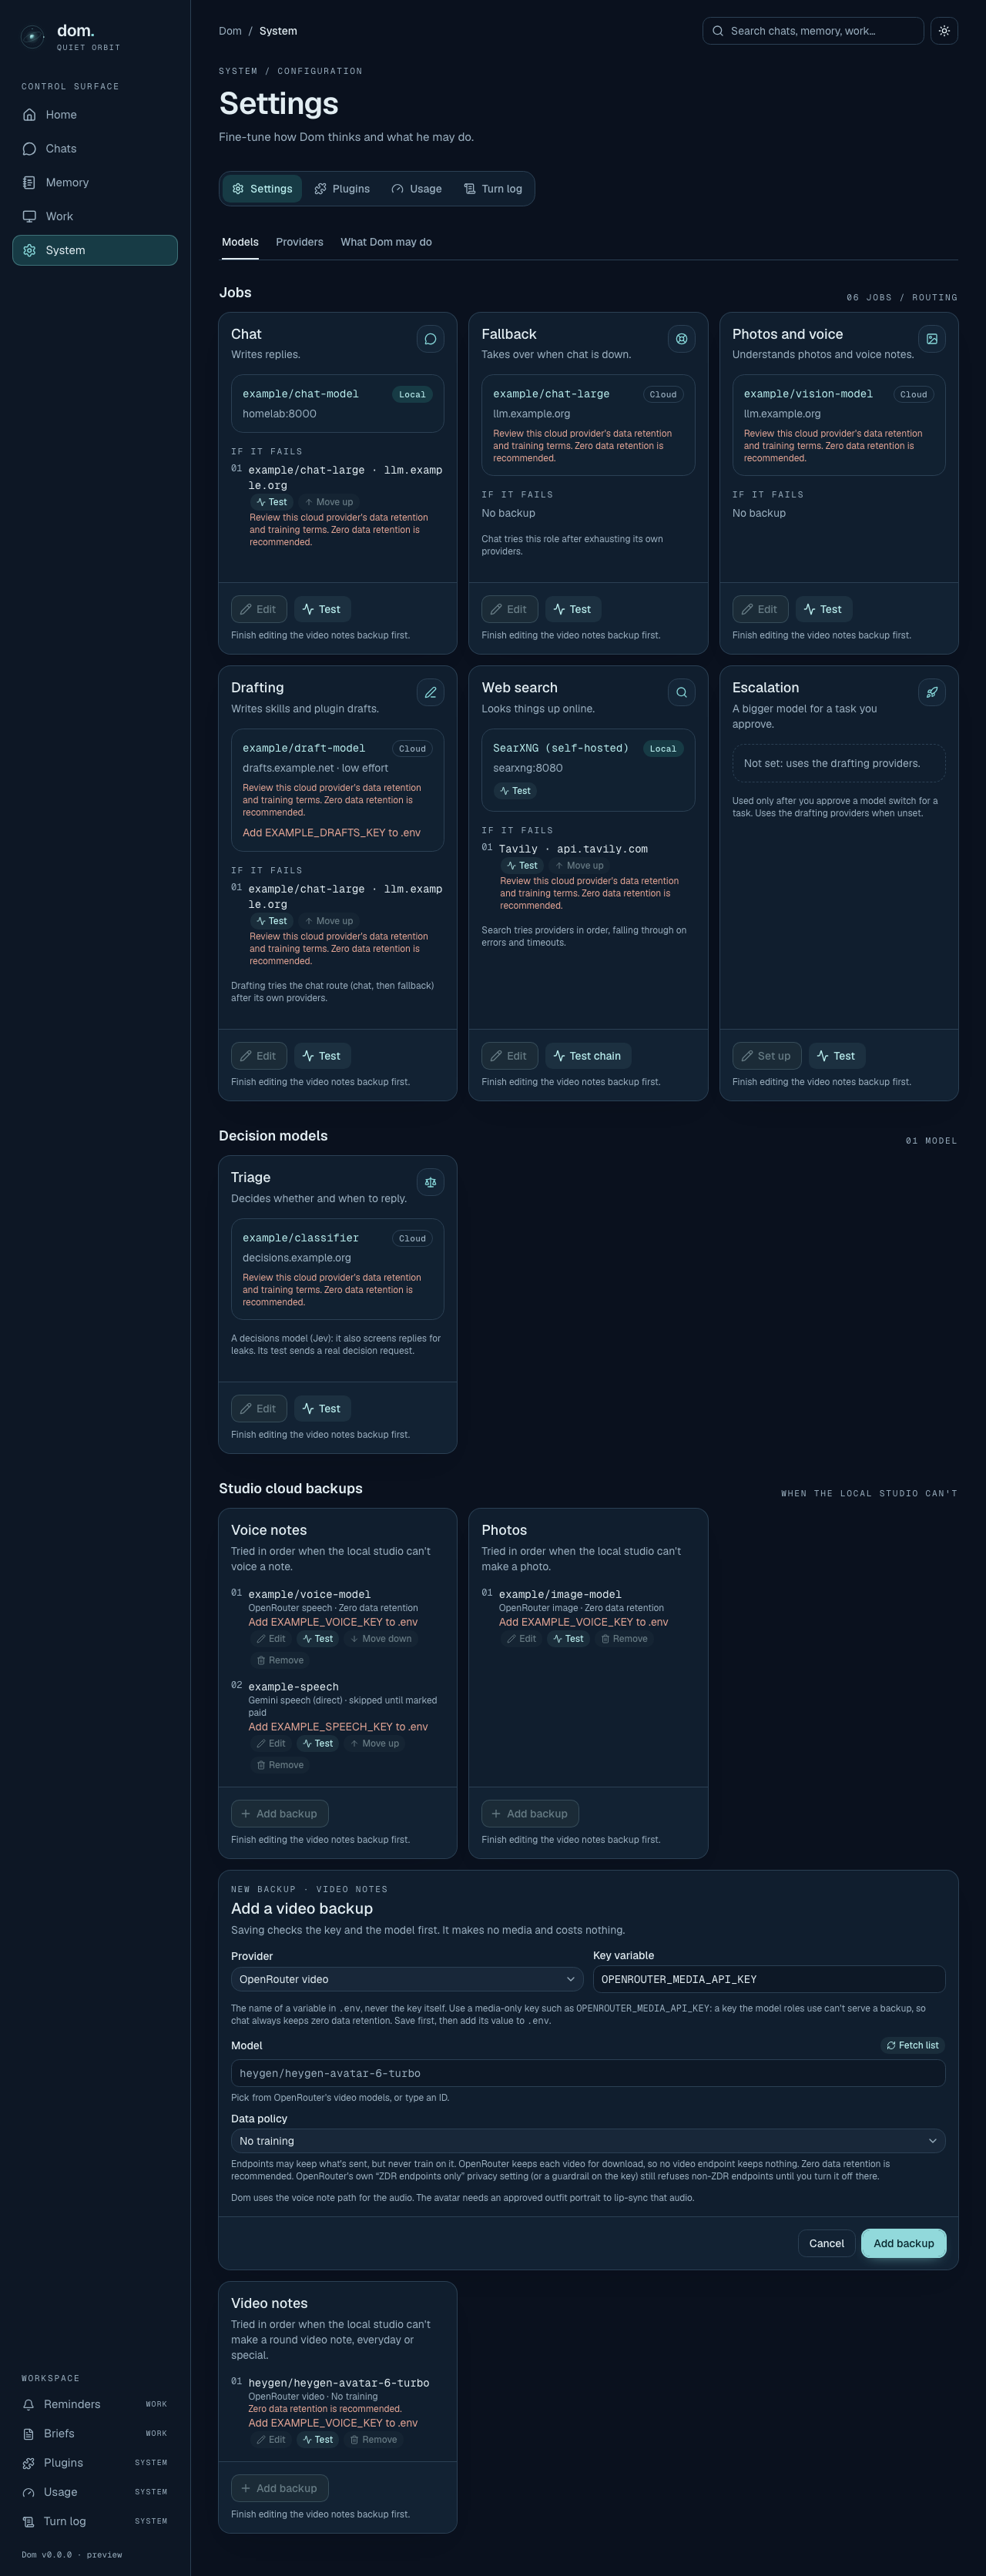 dom.
QUIET ORBIT
CONTROL SURFACE
Home
Chats
Memory
Work
System
WORKSPACE
Reminders WORK
Briefs WORK
Plugins SYSTEM
Usage SYSTEM
Turn log SYSTEM
Dom v0.0.0 · preview
Dom / System
Search chats, memory, work…
SYSTEM / CONFIGURATION
Settings
Fine-tune how Dom thinks and what he may do.
Settings Plugins Usage Turn log
Models Providers What Dom may do
Jobs
06 JOBS / ROUTING
Chat
Writes replies.
example/chat-model Local
homelab:8000
IF IT FAILS
01 example/chat-large · llm.examp
le.org
Test Move up
Review this cloud provider's data retention
and training terms. Zero data retention is
recommended.
Edit Test
Finish editing the video notes backup first.
Fallback
Takes over when chat is down.
example/chat-large Cloud
llm.example.org
Review this cloud provider's data retention
and training terms. Zero data retention is
recommended.
IF IT FAILS
No backup
Chat tries this role after exhausting its own
providers.
Edit Test
Finish editing the video notes backup first.
Photos and voice
Understands photos and voice notes.
example/vision-model Cloud
llm.example.org
Review this cloud provider's data retention
and training terms. Zero data retention is
recommended.
IF IT FAILS
No backup
Edit Test
Finish editing the video notes backup first.
Drafting
Writes skills and plugin drafts.
example/draft-model Cloud
drafts.example.net · low effort
Review this cloud provider's data retention
and training terms. Zero data retention is
recommended.
Add EXAMPLE_DRAFTS_KEY to .env
IF IT FAILS
01 example/chat-large · llm.examp
le.org
Test Move up
Review this cloud provider's data retention
and training terms. Zero data retention is
recommended.
Drafting tries the chat route (chat, then fallback)
after its own providers.
Edit Test
Finish editing the video notes backup first.
Web search
Looks things up online.
SearXNG (self-hosted) Local
searxng:8080
Test
IF IT FAILS
01 Tavily · api.tavily.com
Test Move up
Review this cloud provider's data retention
and training terms. Zero data retention is
recommended.
Search tries providers in order, falling through on
errors and timeouts.
Edit Test chain
Finish editing the video notes backup first.
Escalation
A bigger model for a task you
approve.
Not set: uses the drafting providers.
Used only after you approve a model switch for a
task. Uses the drafting providers when unset.
Set up Test
Finish editing the video notes backup first.
Decision models
01 MODEL
Triage
Decides whether and when to reply.
example/classifier Cloud
decisions.example.org
Review this cloud provider's data retention
and training terms. Zero data retention is
recommended.
A decisions model (Jev): it also screens replies for
leaks. Its test sends a real decision request.
Edit Test
Finish editing the video notes backup first.
Studio cloud backups
WHEN THE LOCAL STUDIO CAN'T
Voice notes
Tried in order when the local studio can't
voice a note.
01 example/voice-model
OpenRouter speech · Zero data retention
Add EXAMPLE_VOICE_KEY to .env
Edit Test Move down
Remove
02 example-speech
Gemini speech (direct) · skipped until marked
paid
Add EXAMPLE_SPEECH_KEY to .env
Edit Test Move up
Remove
Add backup
Finish editing the video notes backup first.
Photos
Tried in order when the local studio can't
make a photo.
01 example/image-model
OpenRouter image · Zero data retention
Add EXAMPLE_VOICE_KEY to .env
Edit Test Remove
Add backup
Finish editing the video notes backup first.
NEW BACKUP · VIDEO NOTES
Add a video backup
Saving checks the key and the model first. It makes no media and costs nothing.
Provider
OpenRouter video
Key variable
OPENROUTER_MEDIA_API_KEY
The name of a variable in .env, never the key itself. Use a media-only key such as OPENROUTER_MEDIA_API_KEY: a key the model roles use can't serve a backup, so
chat always keeps zero data retention. Save first, then add its value to .env.
Model
Fetch list
heygen/heygen-avatar-6-turbo
Pick from OpenRouter's video models, or type an ID.
Data policy
No training
Endpoints may keep what's sent, but never train on it. OpenRouter keeps each video for download, so no video endpoint keeps nothing. Zero data retention is
recommended. OpenRouter's own “ZDR endpoints only” privacy setting (or a guardrail on the key) still refuses non-ZDR endpoints until you turn it off there.
Dom uses the voice note path for the audio. The avatar needs an approved outfit portrait to lip-sync that audio.
Cancel Add backup
Video notes
Tried in order when the local studio can't
make a round video note, everyday or
special.
01 heygen/heygen-avatar-6-turbo
OpenRouter video · No training
Zero data retention is recommended.
Add EXAMPLE_VOICE_KEY to .env
Edit Test Remove
Add backup
Finish editing the video notes backup first.